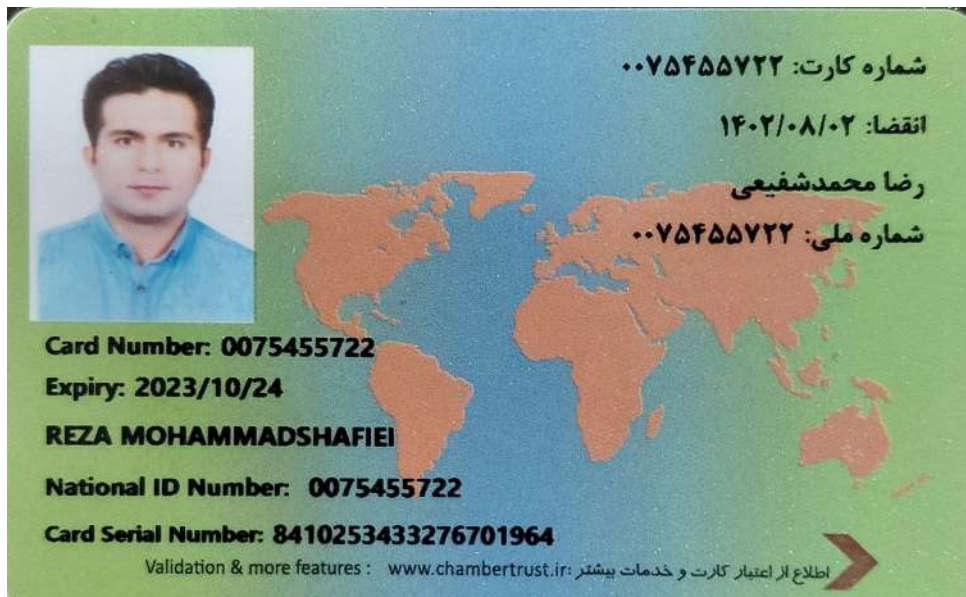 شماره کارت: ۰۰۷۵۴۵۵۷۲۲
انقضا: ۱۴۰۲/۰۸/۰۲
رضا محمدشفیعی
شماره ملی: ۰۰۷۵۴۵۵۷۲۲
Card Number: 0075455722
Expiry: 2023/10/24
REZA MOHAMMADSHAFIEI
National ID Number: 0075455722
Card Serial Number: 8410253433276701964
Validation & more features : www.chambertrust.ir: اطلاع از اعتبار کارت و خدمات بیشتر